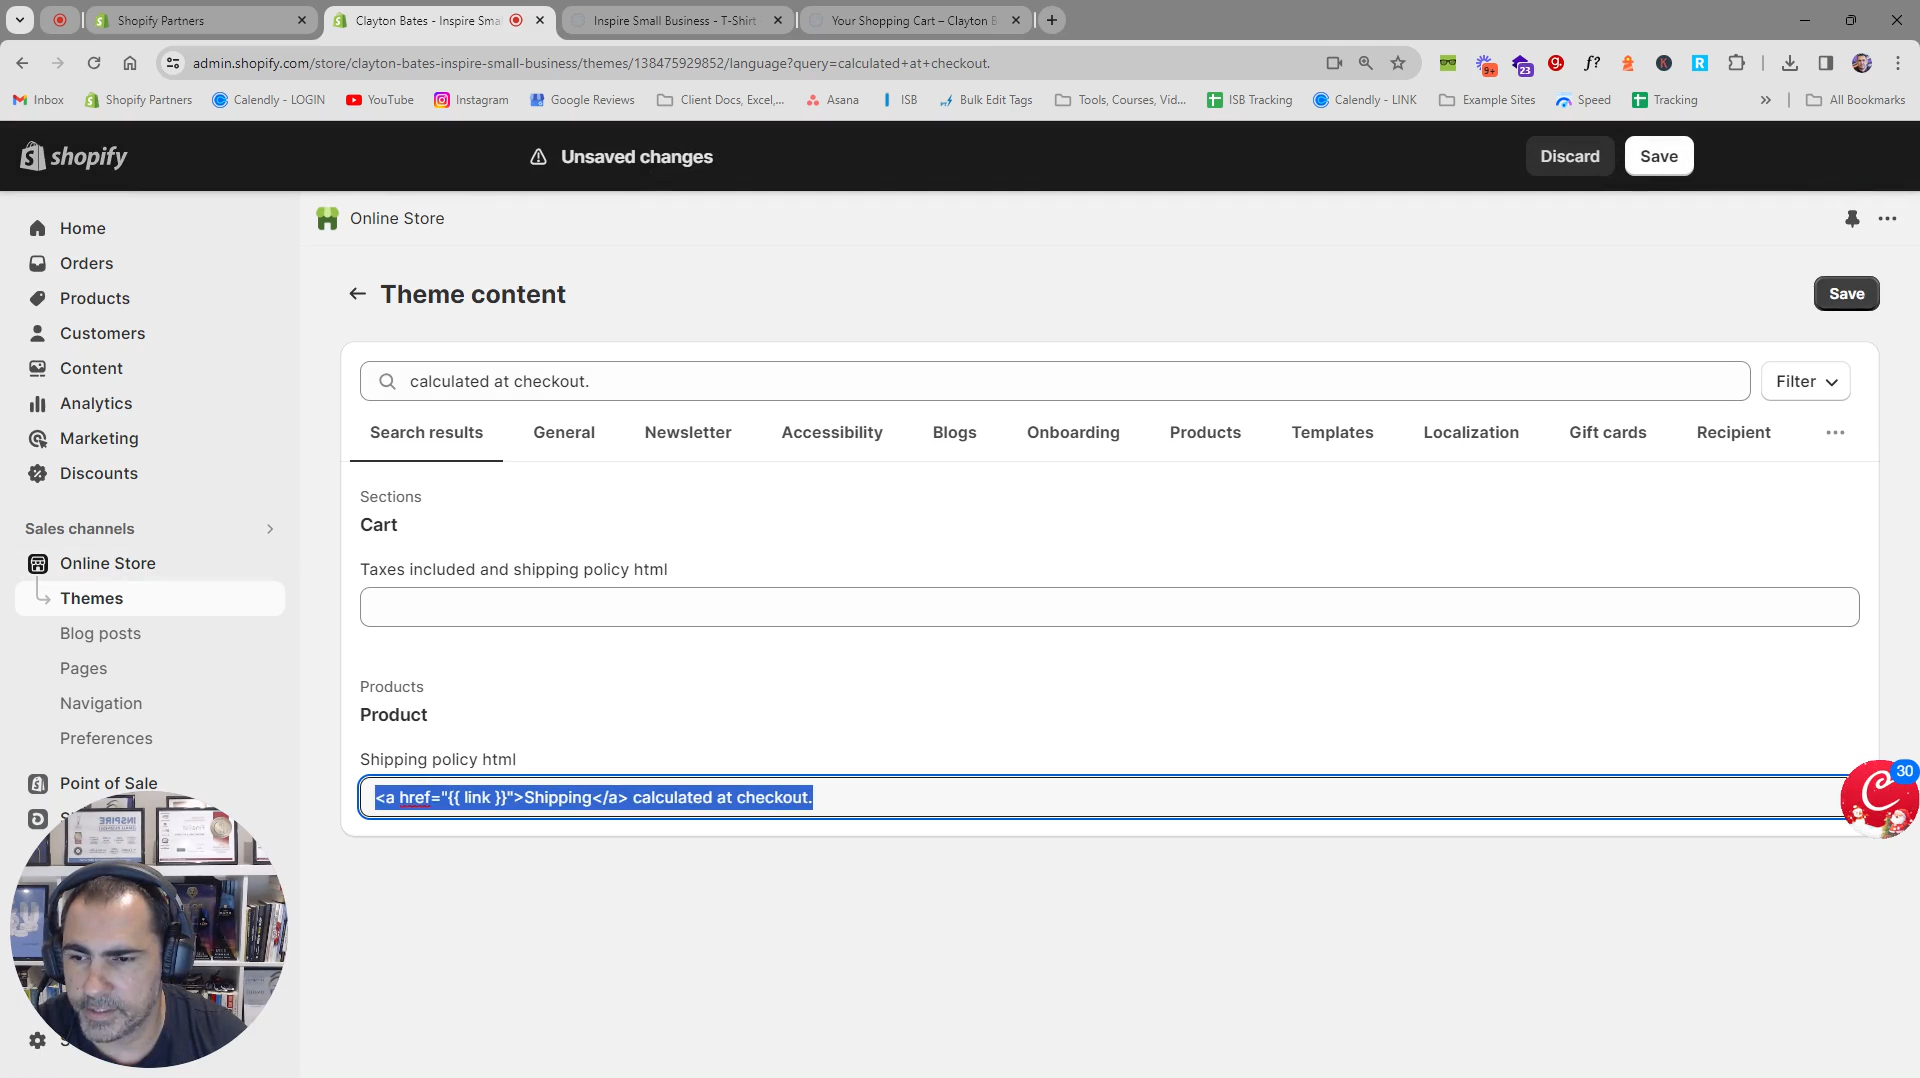 Shopify Partners
Clayton Bates - Inspire Sma
Inspire Small Business - T-Shirt
Your Shopping Cart – Clayton B
admin.shopify.com/store/clayton-bates-inspire-small-business/themes/138475929852/language?query=calculated+at+checkout.
9+
23
g.
f?
K
R
Inbox
Shopify Partners
Calendly - LOGIN
YouTube
Instagram
Google Reviews
Client Docs, Excel,...
Asana
ISB
Bulk Edit Tags
Tools, Courses, Vid...
ISB Tracking
Calendly - LINK
Example Sites
Speed
Tracking
All Bookmarks
shopify
Unsaved changes
Discard
Save
Home
Orders
Products
Customers
Content
Analytics
Marketing
Discounts
Sales channels
Online Store
Themes
Blog posts
Pages
Navigation
Preferences
Point of Sale
Online Store
Theme content
Save
calculated at checkout.
Filter
Search results
General
Newsletter
Accessibility
Blogs
Onboarding
Products
Templates
Localization
Gift cards
Recipient
Sections
Cart
Taxes included and shipping policy html
Products
Product
Shipping policy html
<a href="{{ link }}">Shipping</a> calculated at checkout.
30